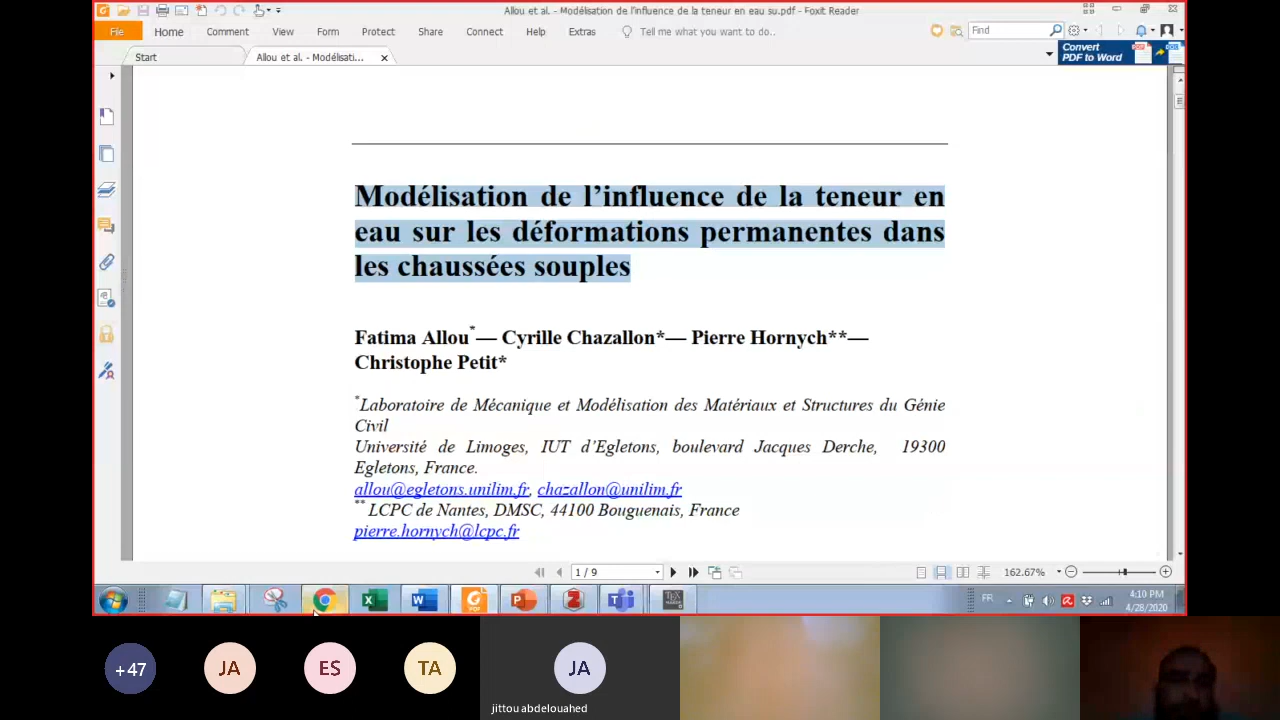 Allou et al. - Modélisation de l'influence de la teneur en eau su.pdf - Foxit Reader
File Home Comment View Form Protect Share Connect Help Extras Tell me what you want to do.. Find
Start Allou et al. - Modélisati... Convert
PDF to Word
Modélisation de l’influence de la teneur en
eau sur les déformations permanentes dans
les chaussées souples
Fatima Allou*— Cyrille Chazallon*— Pierre Hornych**—
Christophe Petit*
*Laboratoire de Mécanique et Modélisation des Matériaux et Structures du Génie
Civil
Université de Limoges, IUT d’Egletons, boulevard Jacques Derche, 19300
Egletons, France.
allou@egletons.unilim.fr, chazallon@unilim.fr
** LCPC de Nantes, DMSC, 44100 Bouguenais, France
pierre.hornych@lcpc.fr
1 / 9 162.67%
FR 4:10 PM
4/28/2020
+47 JA ES TA JA
jittou abdelouahed